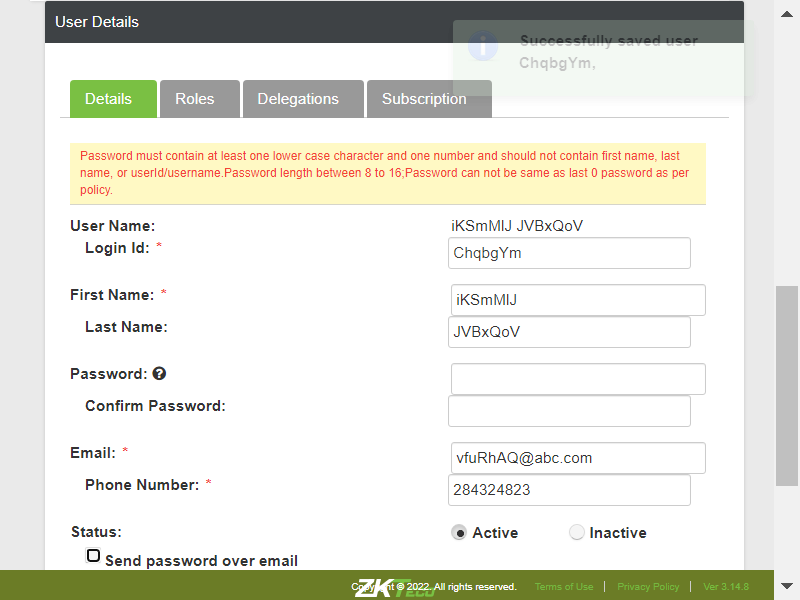 User Details
Successfully saved user
ChqbgYm,
Details
Roles
Delegations
Subscription
Password must contain at least one lower case character and one number and should not contain first name, last
name, or userId/username.Password length between 8 to 16;Password can not be same as last 0 password as per
policy.
User Name:
iKSmMIJ JVBxQoV
Login Id: *
ChqbgYm
First Name: *
iKSmMIJ
Last Name:
JVBxQoV
Password:
Confirm Password:
Email: *
vfuRhAQ@abc.com
Phone Number: *
284324823
Status:
Active
Inactive
Send password over email
ZKTeco
Copyright © 2022. All rights reserved.
Terms of Use
Privacy Policy
Ver 3.14.8